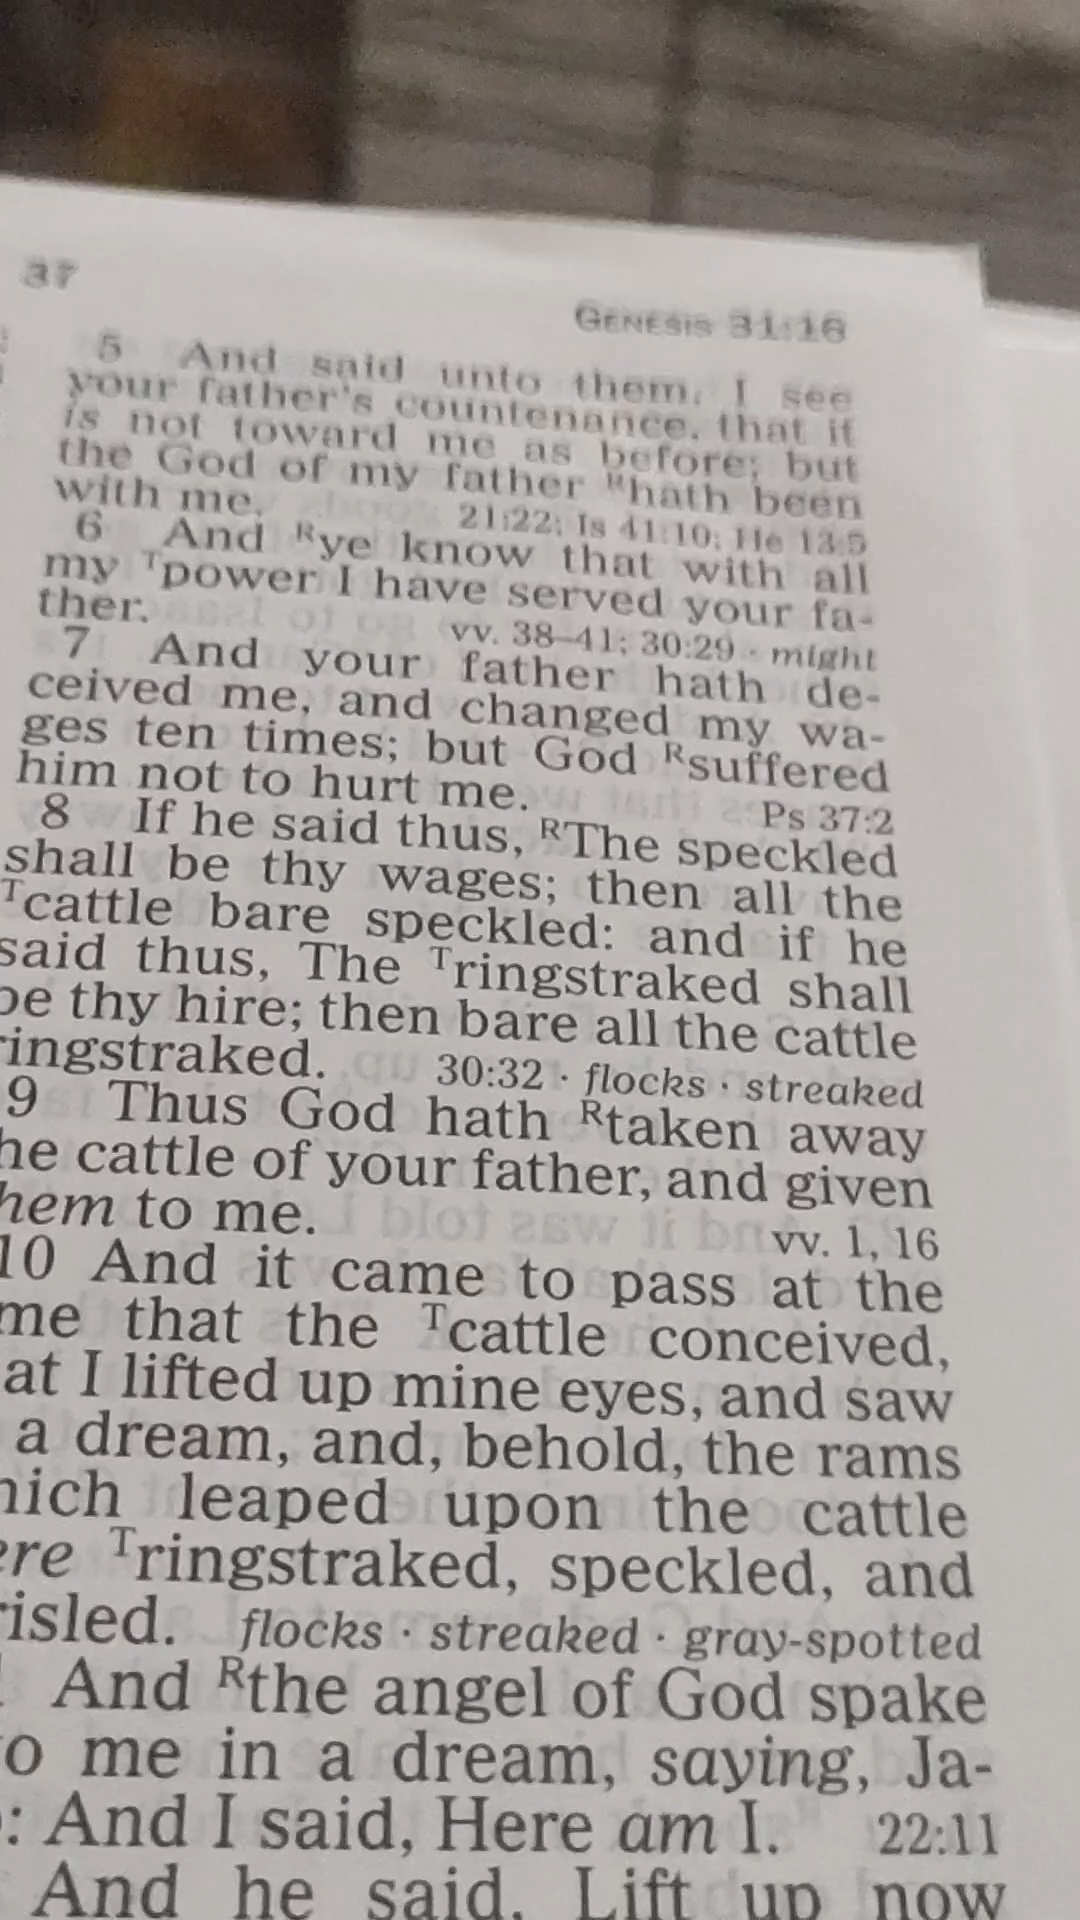 37
GENESIS 31:16
5 And said unto them, I see
your father's countenance, that it
is not toward me as before; but
the God of my father ᴿhath been
with me. 21:22; Is 41:10; He 13:5
6 And ᴿye know that with all
my ᵀpower I have served your fa-
ther. vv. 38–41; 30:29 · might
7 And your father hath de-
ceived me, and changed my wa-
ges ten times; but God ᴿsuffered
him not to hurt me. Ps 37:2
8 If he said thus, ᴿThe speckled
shall be thy wages; then all the
ᵀcattle bare speckled: and if he
said thus, The ᵀringstraked shall
be thy hire; then bare all the cattle
ringstraked. 30:32 · flocks · streaked
9 Thus God hath ᴿtaken away
he cattle of your father, and given
hem to me. vv. 1, 16
10 And it came to pass at the
me that the ᵀcattle conceived,
at I lifted up mine eyes, and saw
a dream, and, behold, the rams
hich leaped upon the cattle
ere ᵀringstraked, speckled, and
risled. flocks · streaked · gray-spotted
And ᴿthe angel of God spake
o me in a dream, saying, Ja-
: And I said, Here am I. 22:11
And he said, Lift up now